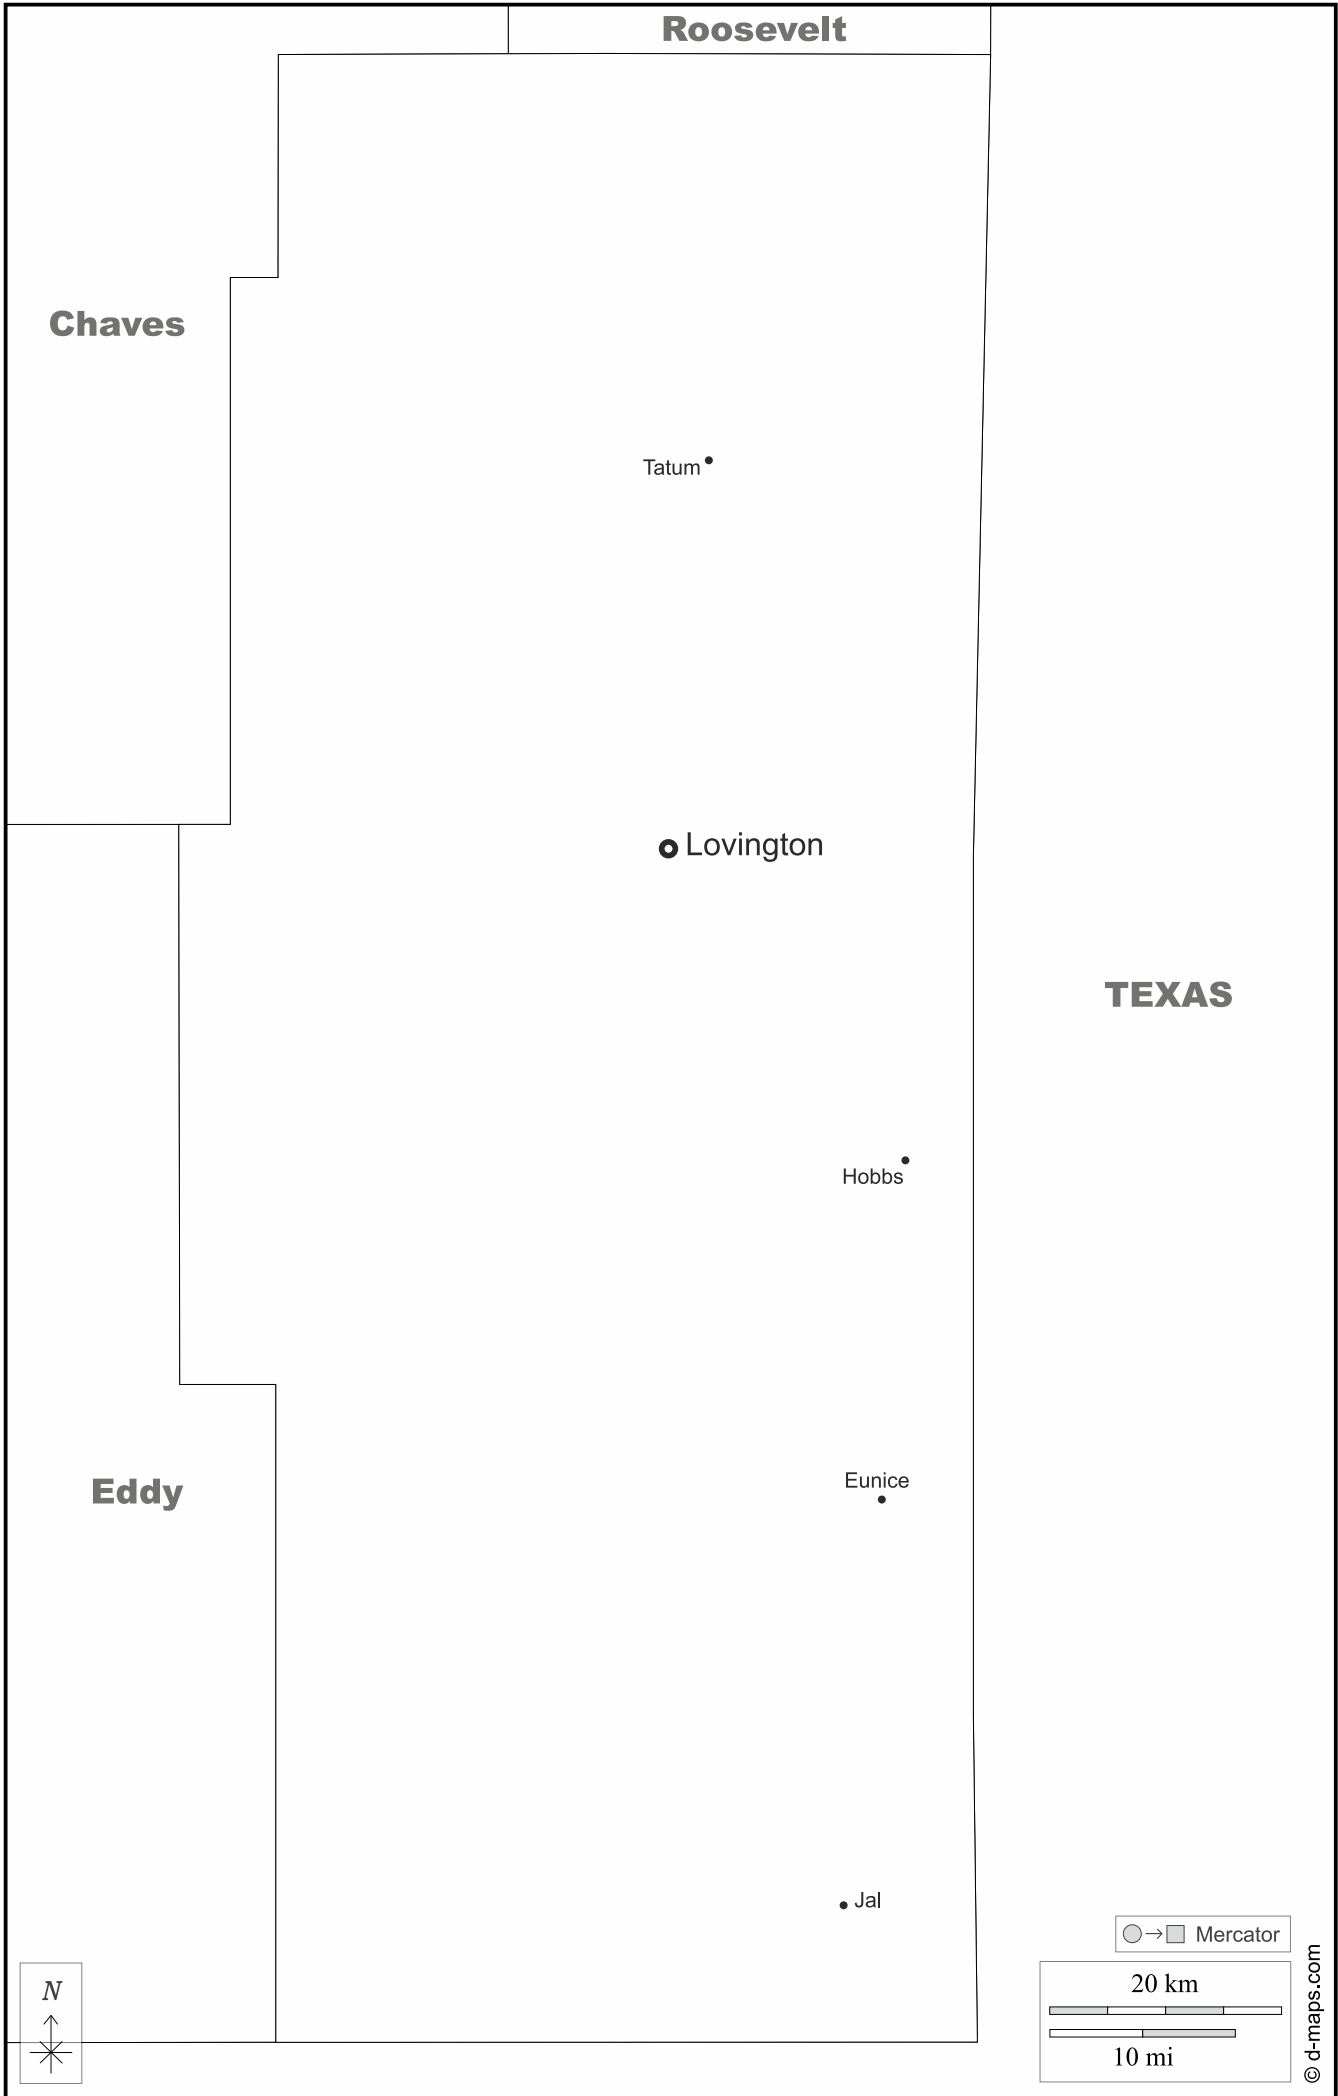 Roosevelt
Chaves
Tatum
Lovington
TEXAS
Hobbs
Eunice
Eddy
Jal
Mercator
N
20 km
10 mi
© d-maps.com